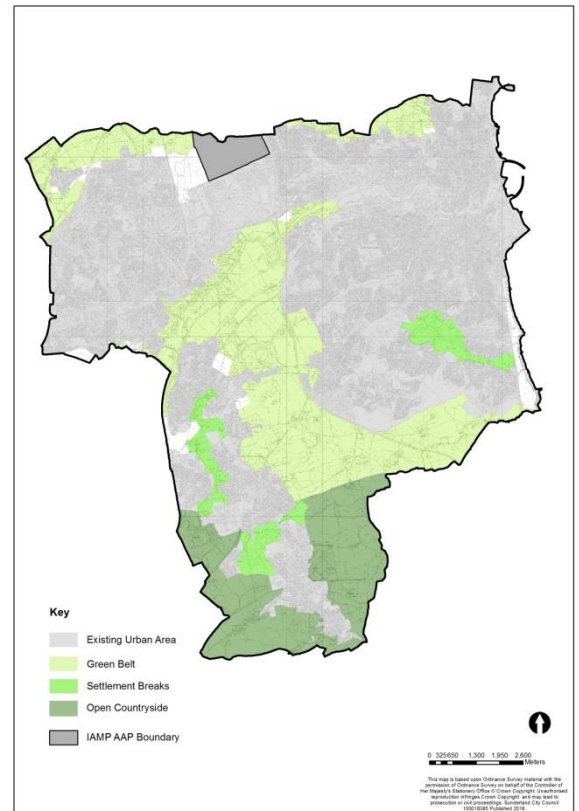 Key
Existing Urban Area
Green Belt
Settlement Breaks
Open Countryside
IAMP AAP Boundary
0 325650 1,300 1,950 2,600
Meters
This map is based upon Ordnance Survey material with the
permission of Ordnance Survey on behalf of the Controller of
Her Majesty's Stationery Office © Crown Copyright. Unauthorised
reproduction infringes Crown Copyright and may lead to
prosecution or civil proceedings. Sunderland City Council
100018385 Published 2018.